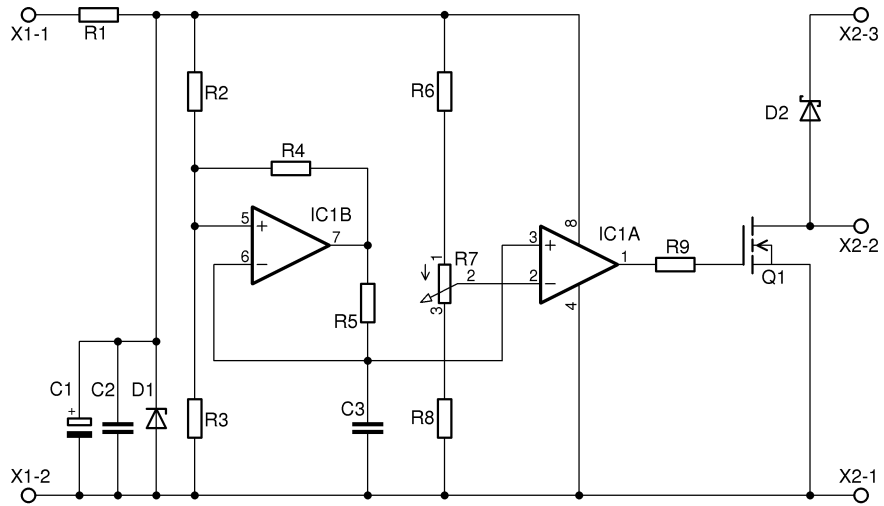 X1-1
R1
X2-3
R2
R6
D2
R4
IC1B
5
+
7
6
−
8
IC1A
3
+
1
R9
X2-2
1
R7
2
2
−
Q1
R5
3
4
C1
C2
D1
+
R3
C3
R8
X1-2
X2-1